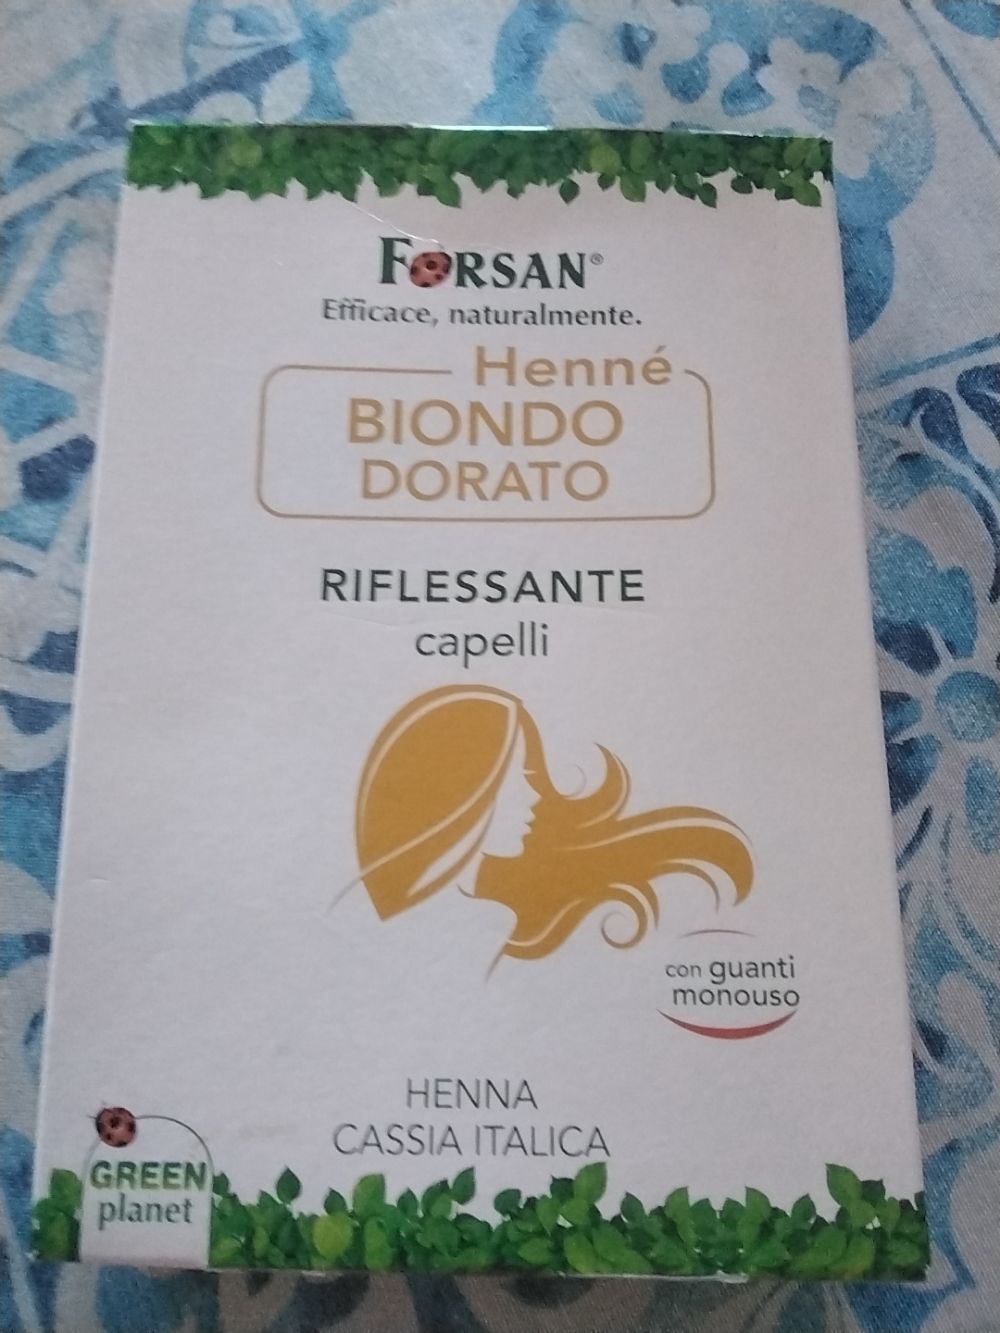 FORSAN®
Efficace, naturalmente.
Henné
BIONDO
DORATO
RIFLESSANTE
capelli
con guanti
monouso
HENNA
CASSIA ITALICA
GREEN
planet